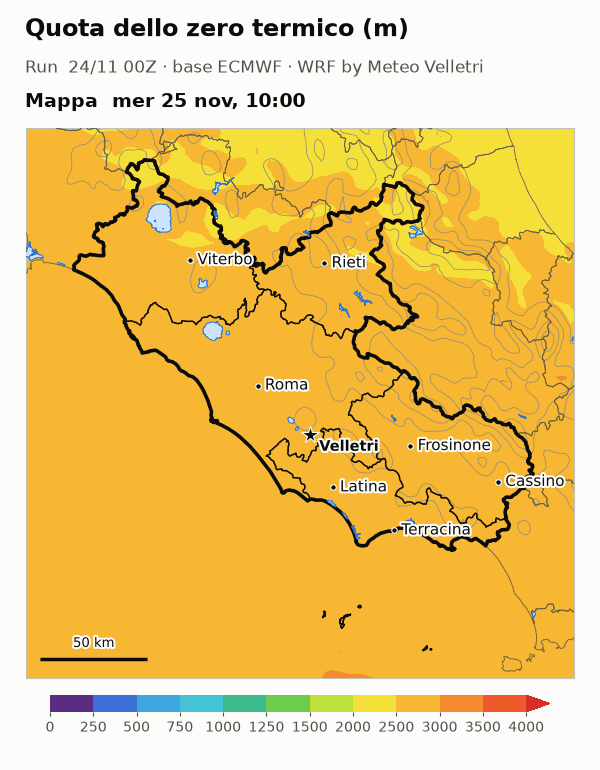 Quota dello zero termico (m)
Run 24/11 00Z · base ECMWF · WRF by Meteo Velletri
Mappa mer 25 nov, 10:00
Viterbo
Rieti
Roma
Velletri
Frosinone
Latina
Cassino
Terracina
50 km
0 250 500 750 1000 1250 1500 2000 2500 3000 3500 4000